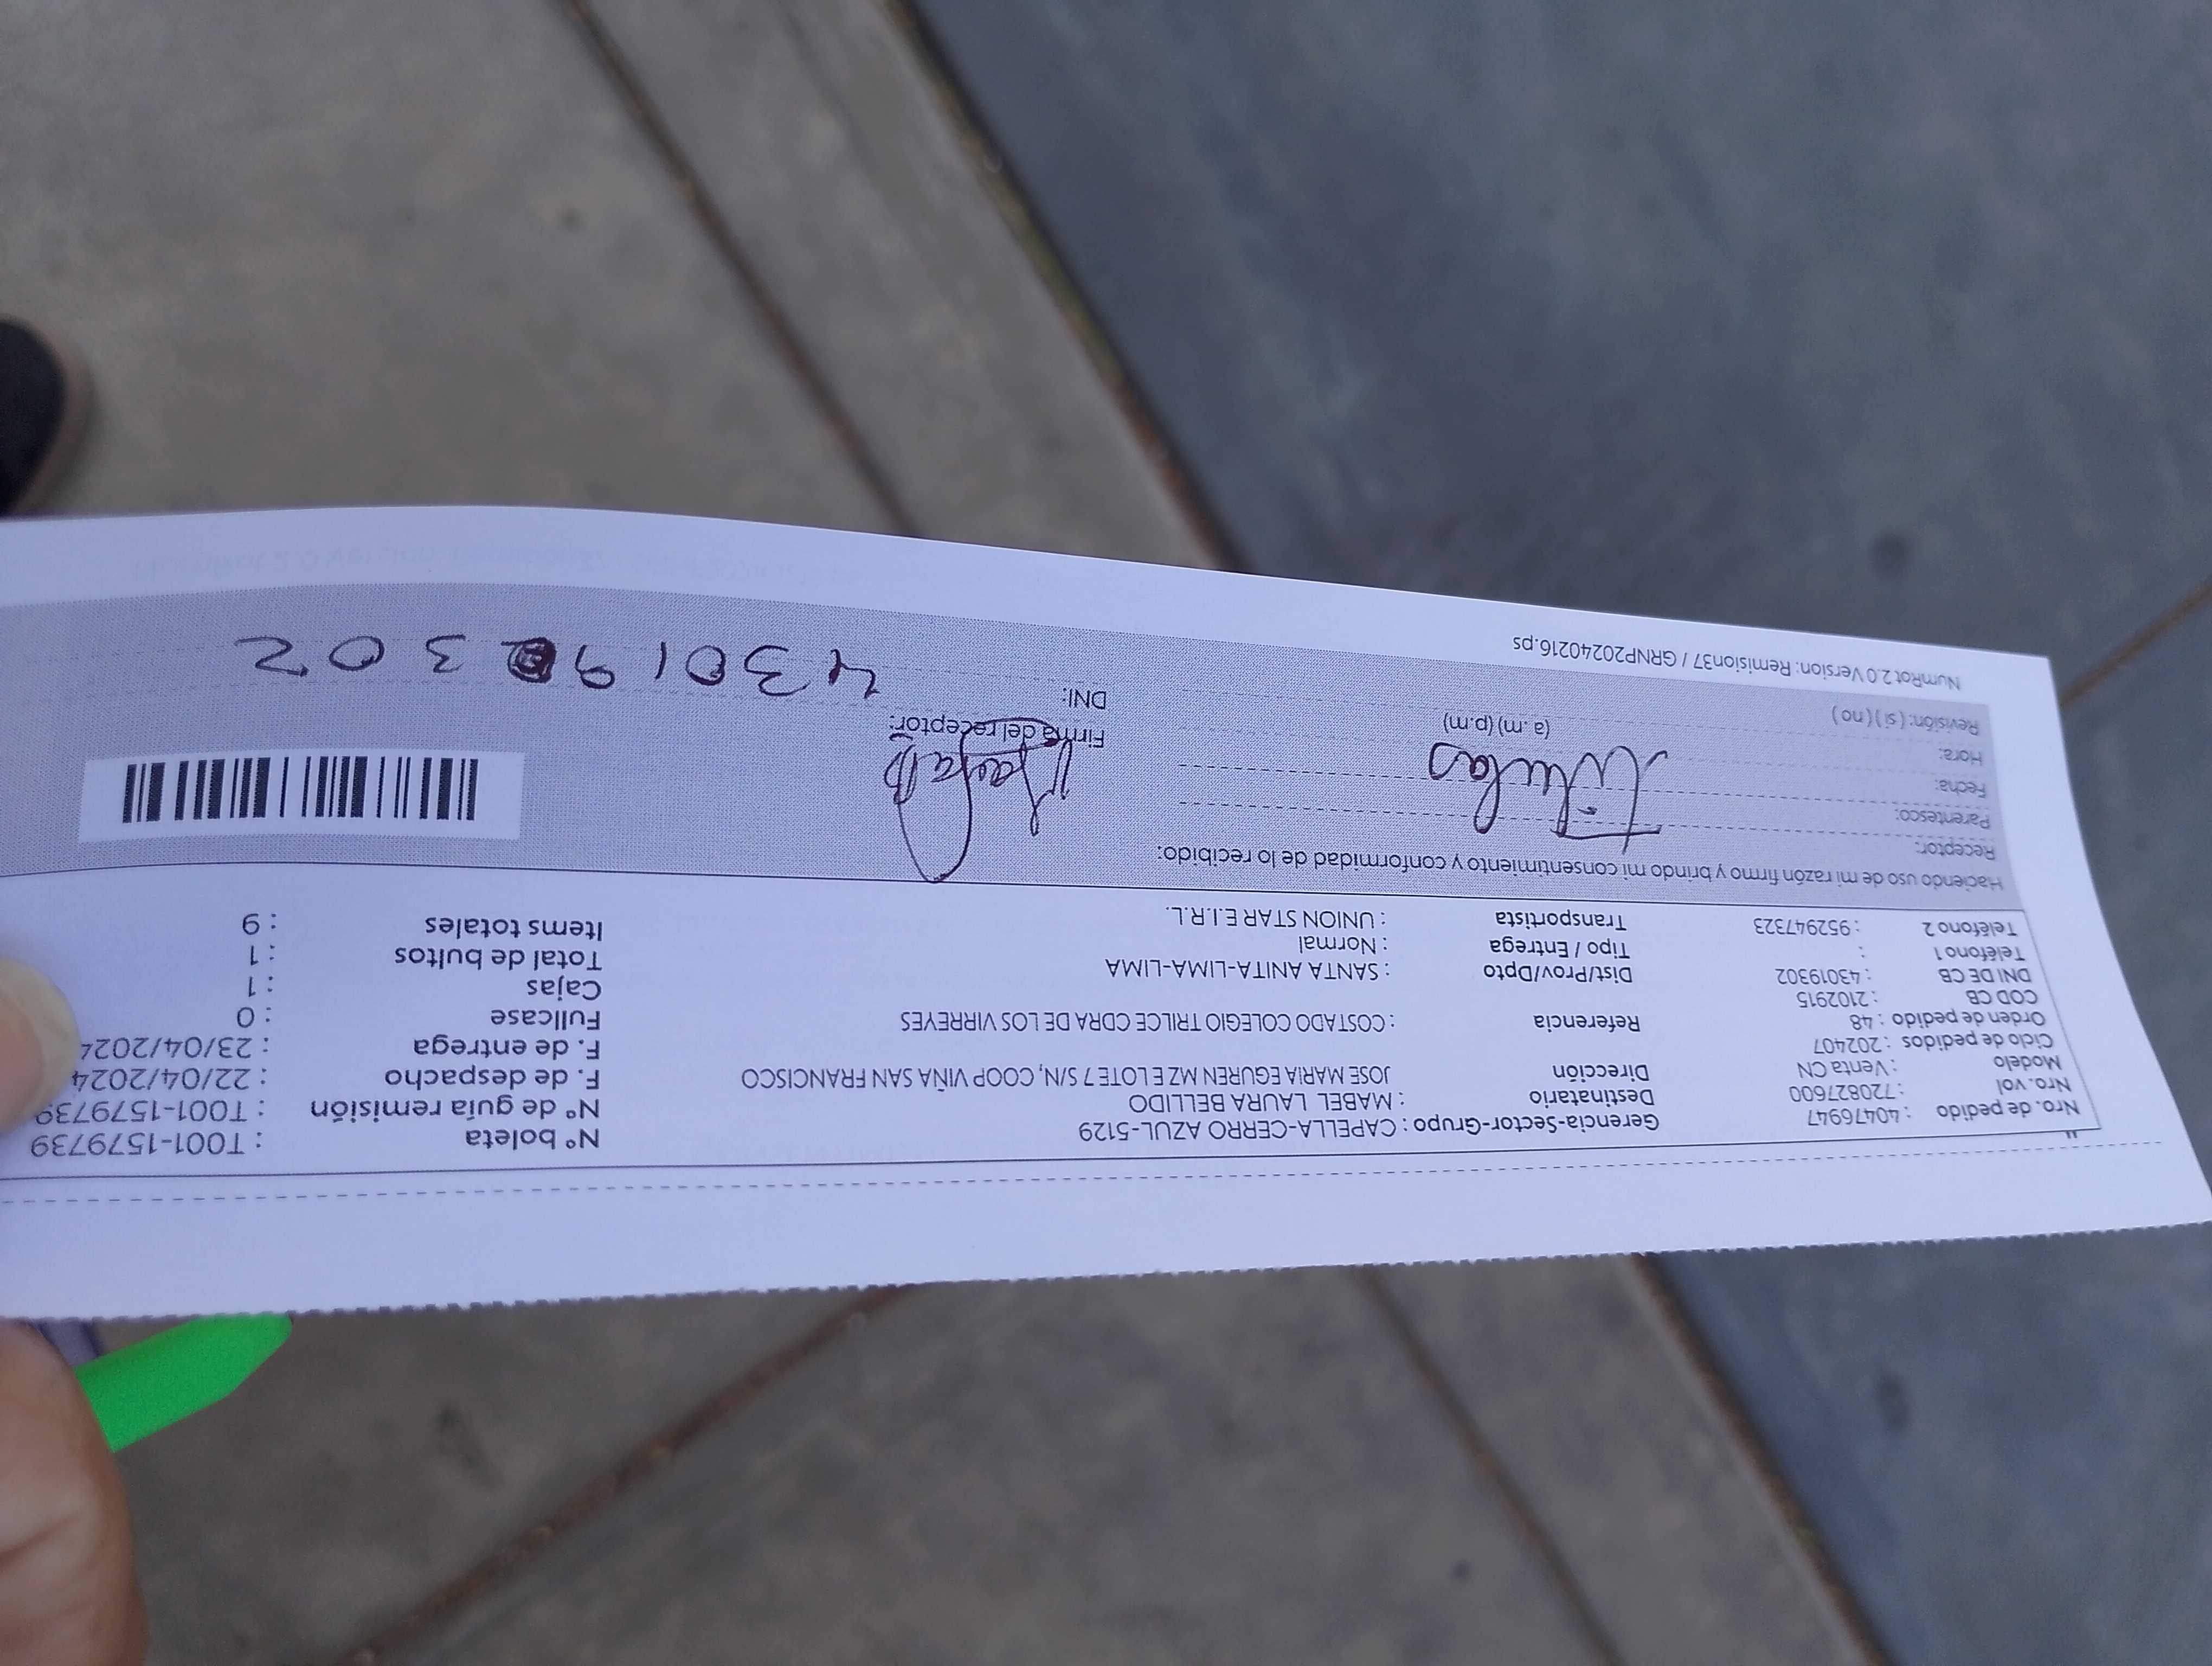 Nro. de pedido : 40476947
Nro. vol : 720827600
Modelo : Venta CN
Ciclo de pedidos : 202407
Orden de pedido : 48
COD CB : 2102915
DNI DE CB : 43019302
Teléfono 1 :
Teléfono 2 : 952947323
Gerencia-Sector-Grupo : CAPELLA-CERRO AZUL-5129
Destinatario : MABEL LAURA BELLIDO
Dirección JOSE MARIA EGUREN MZ E LOTE 7 S/N, COOP VIÑA SAN FRANCISCO
Referencia : COSTADO COLEGIO TRILCE CDRA DE LOS VIRREYES
Dist/Prov/Dpto : SANTA ANITA-LIMA-LIMA
Tipo / Entrega : Normal
Transportista : UNION STAR E.I.R.L.
Nº boleta : T001-1579739
Nº de guía remisión : T001-1579739
F. de despacho : 22/04/2024
F. de entrega : 23/04/2024
Fullcase : 0
Cajas : 1
Total de bultos : 1
Items totales : 9
Haciendo uso de mi razón firmo y brindo mi consentimiento y conformidad de lo recibido:
Receptor:
Parentesco:
Fecha:
Hora: (a.m) (p.m)
Revisión: ( si ) ( no )
Firma del receptor:
DNI: 43019302
NumRot 2.0 Version: Remision37 / GRNP20240216.ps